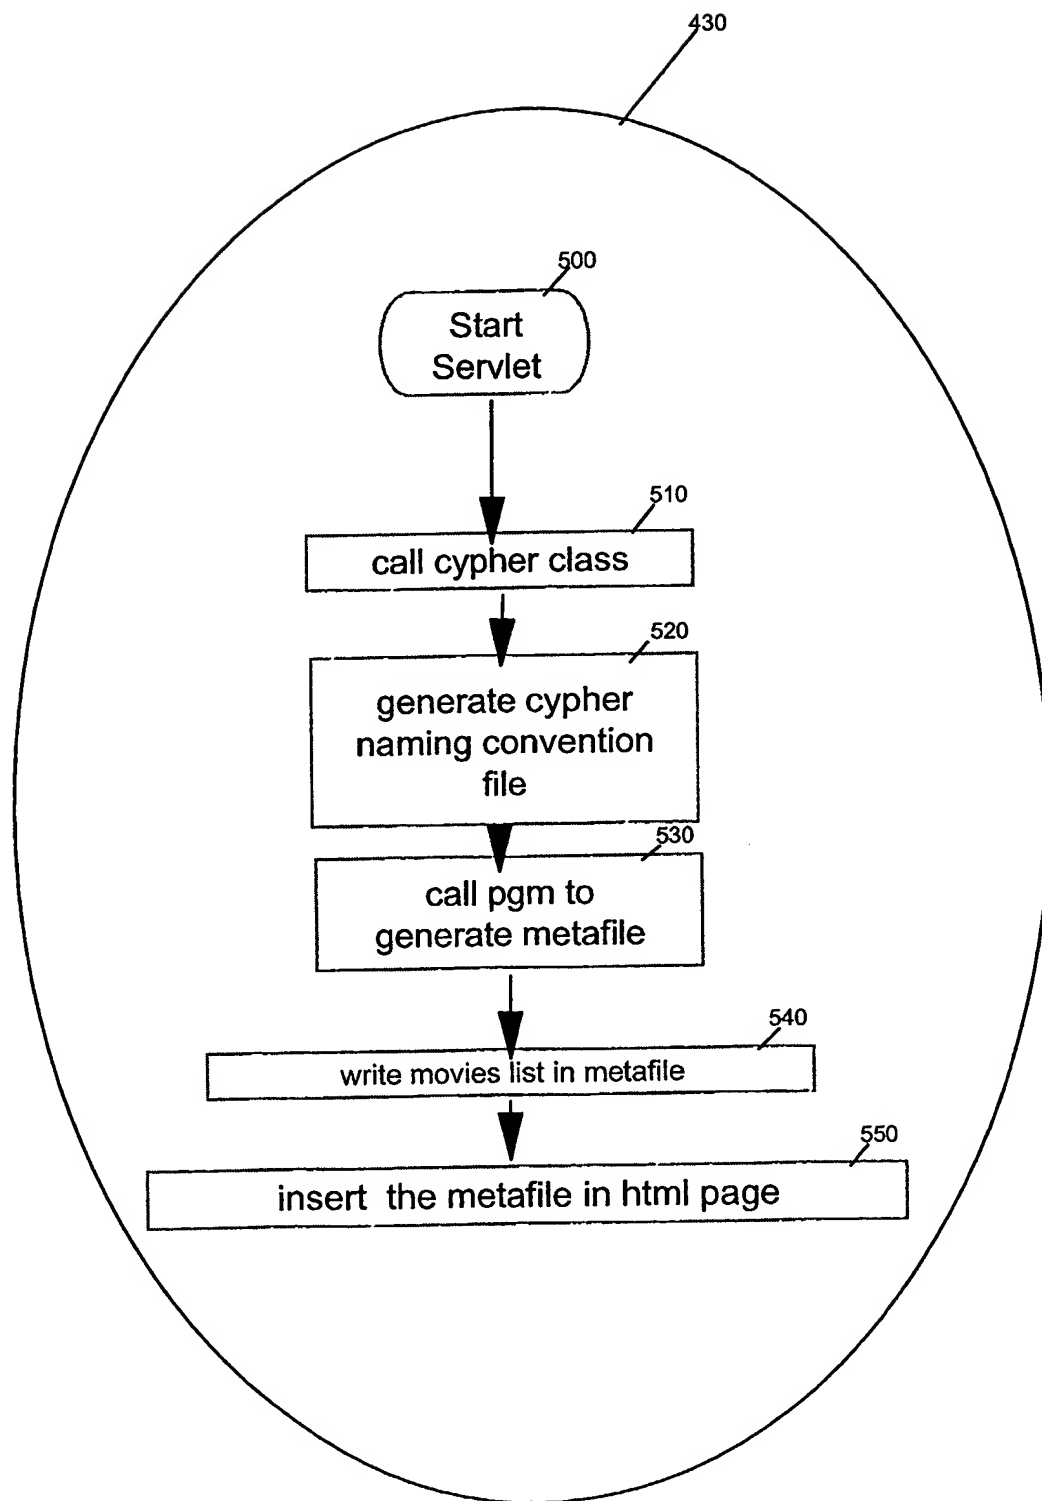 430
500
Start
Servlet
510
call cypher class
520
generate cypher
naming convention
file
530
call pgm to
generate metafile
540
write movies list in metafile
550
insert the metafile in html page